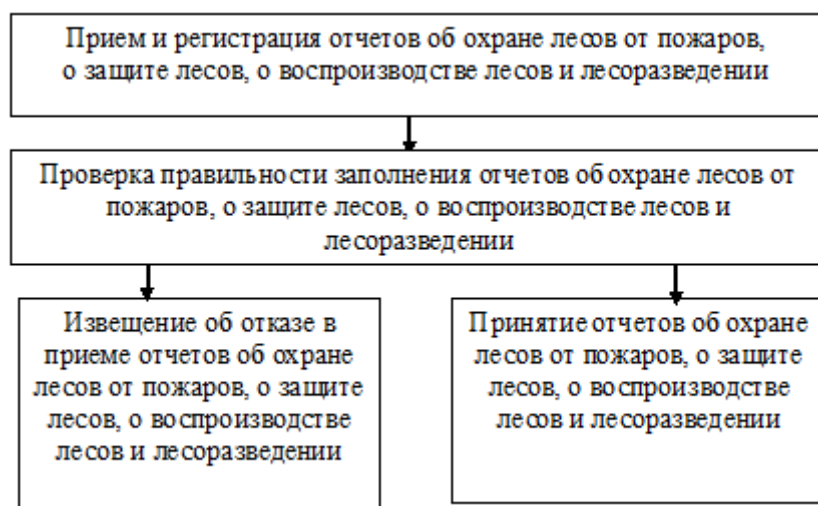 Прием и регистрация отчетов об охране лесов от пожаров,
о защите лесов, о воспроизводстве лесов и лесоразведении
Проверка правильности заполнения отчетов об охране лесов от
пожаров, о защите лесов, о воспроизводстве лесов и
лесоразведении
Извещение об отказе в
приеме отчетов об охране
лесов от пожаров, о защите
лесов, о воспроизводстве
лесов и лесоразведении
Принятие отчетов об охране
лесов от пожаров, о защите
лесов, о воспроизводстве
лесов и лесоразведении